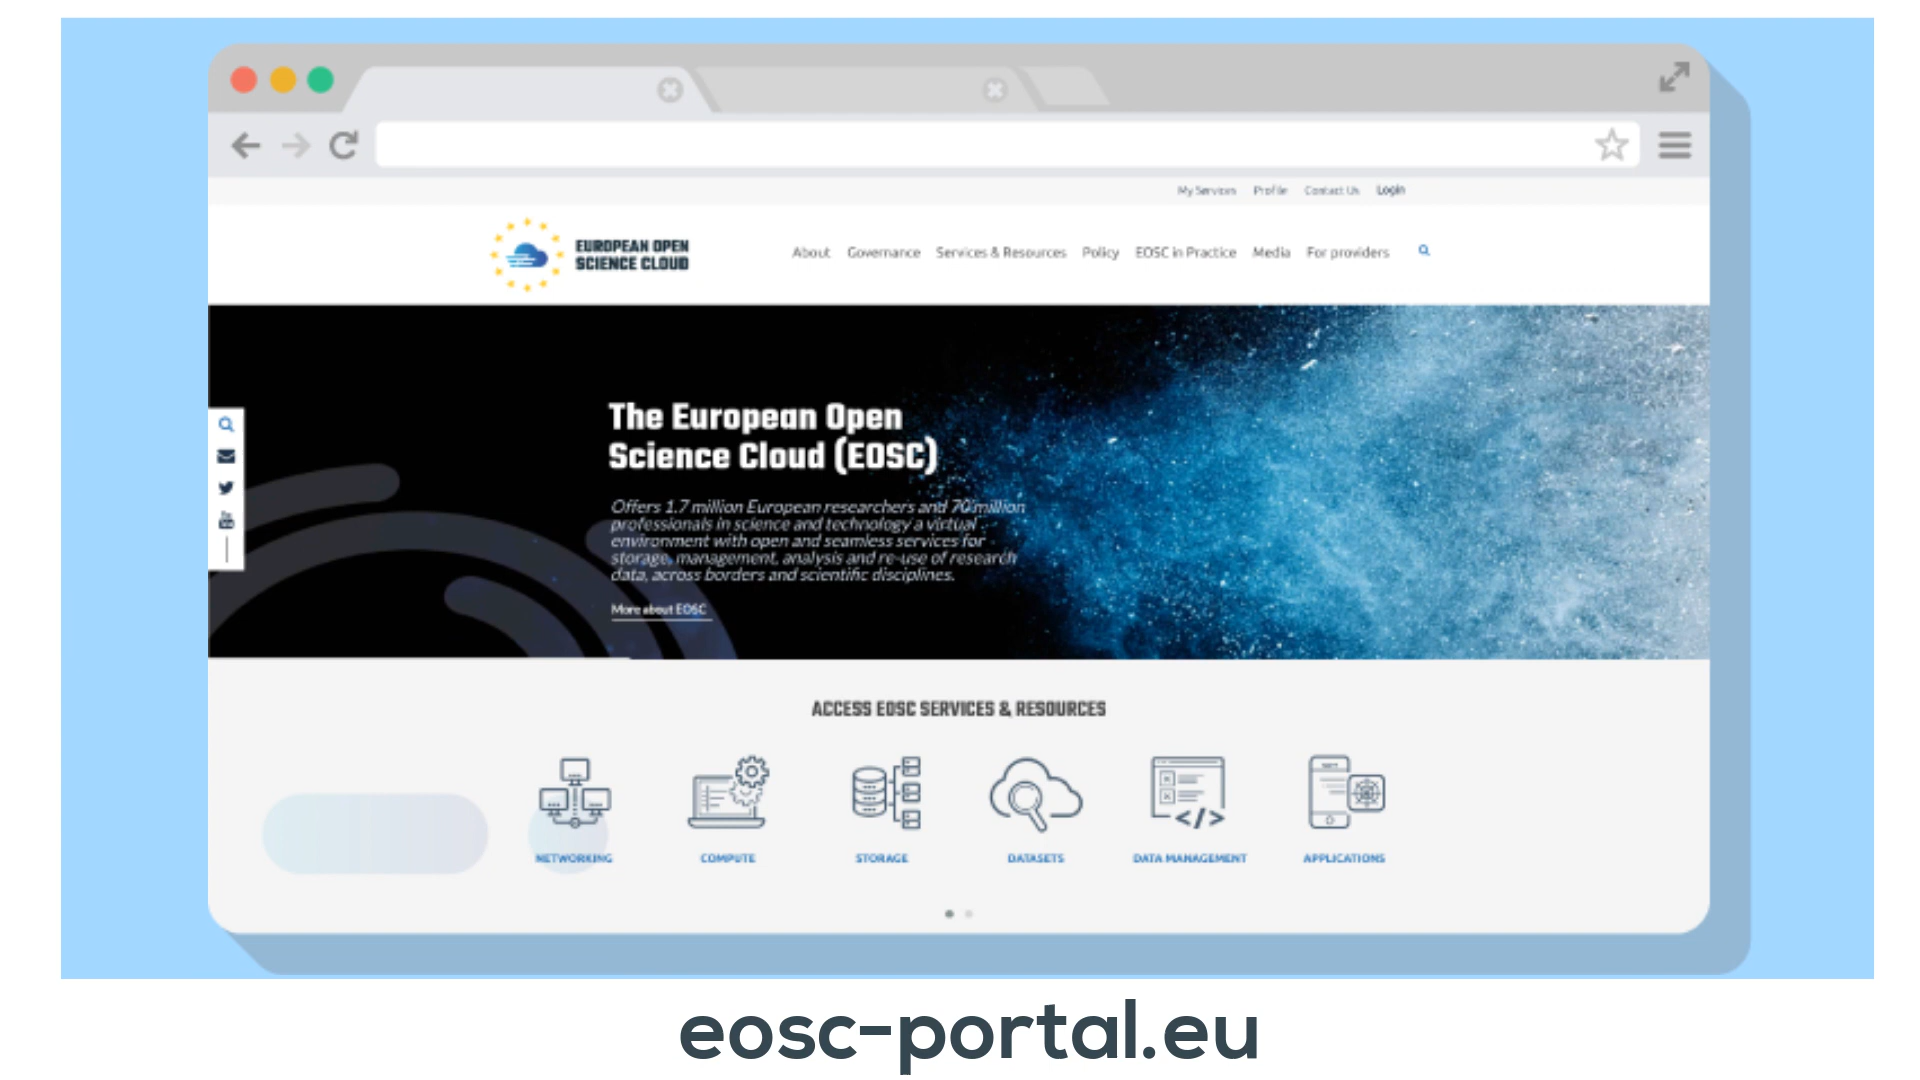 My Services Profile Contact Us Login
EUROPEAN OPEN
SCIENCE CLOUD
About Governance Services & Resources Policy EOSC in Practice Media For providers
The European Open
Science Cloud (EOSC)
Offers 1.7 million European researchers and 70 million
professionals in science and technology a virtual
environment with open and seamless services for
storage, management, analysis and re-use of research
data, across borders and scientific disciplines.
More about EOSC
ACCESS EOSC SERVICES & RESOURCES
NETWORKING COMPUTE STORAGE DATASETS DATA MANAGEMENT APPLICATIONS
eosc-portal.eu